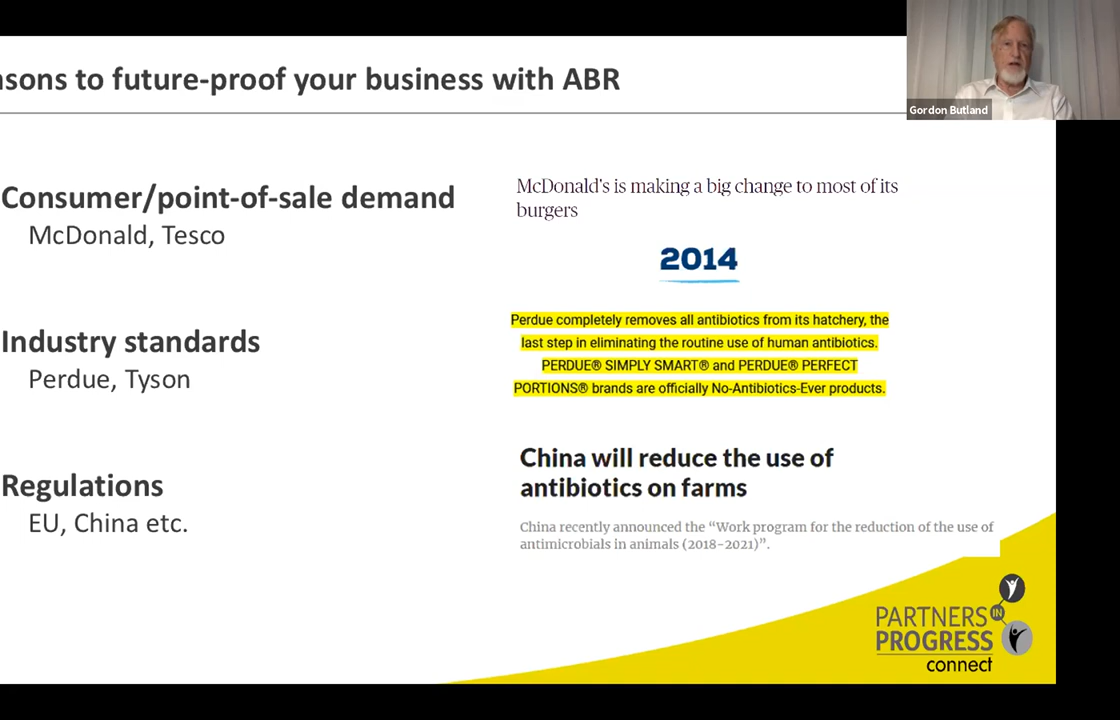 sons to future-proof your business with ABR
Gordon Butland
Consumer/point-of-sale demand
McDonald, Tesco
Industry standards
Perdue, Tyson
Regulations
EU, China etc.
McDonald's is making a big change to most of its
burgers
2014
Perdue completely removes all antibiotics from its hatchery, the
last step in eliminating the routine use of human antibiotics.
PERDUE® SIMPLY SMART® and PERDUE® PERFECT
PORTIONS® brands are officially No-Antibiotics-Ever products.
China will reduce the use of
antibiotics on farms
China recently announced the “Work program for the reduction of the use of
antimicrobials in animals (2018-2021)”.
PARTNERS IN
PROGRESS
connect